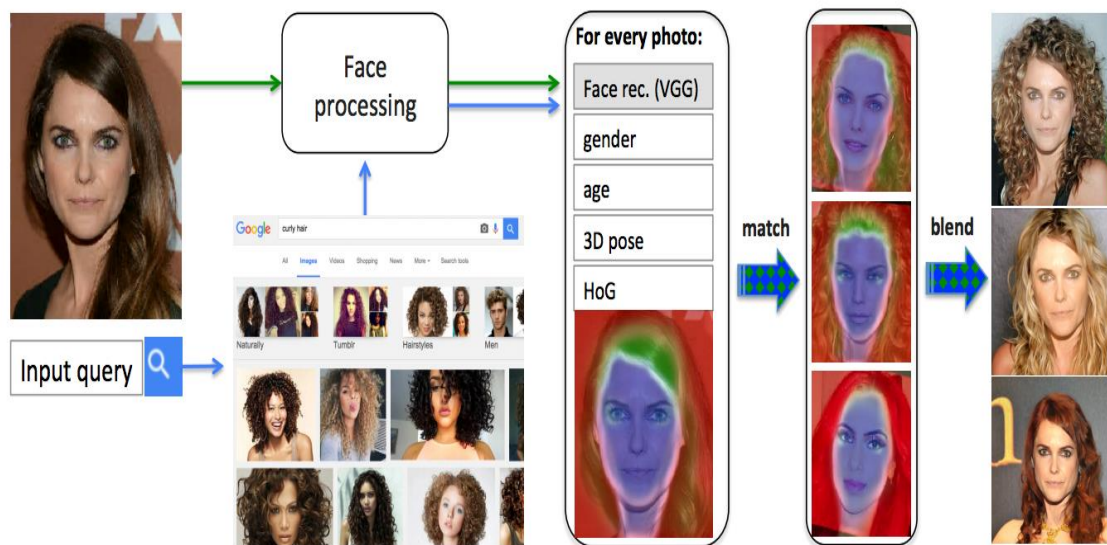 FX
Face
processing
For every photo:
Face rec. (VGG)
gender
age
3D pose
HoG
match
blend
Input query
Google
curly hair
All Images Videos Shopping News More Search tools
Naturally Tumblr Hairstyles Men